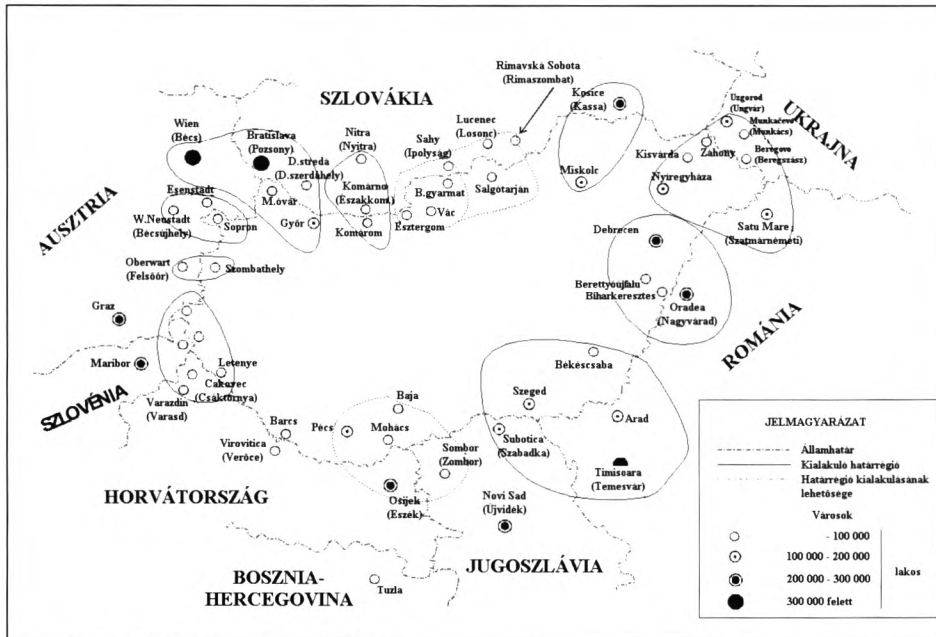 Rimavská Sobota
(Rimaszombat)
SZLOVÁKIA
Kosice
(Kassa)
Uzgorod
(Ungvár)
UKRAJNA
Munkačevo
(Munkács)
Beregovo
(Beregszász)
Lucenec
(Losonc)
Wien
(Bécs)
Bratislava
(Pozsony)
Nitra
(Nyitra)
Sahy
(Ipolyság)
Kisvárda
Záhony
D.streda
(D.szerdahely)
Salgótarján
Miskolc
Nyíregyháza
AUSZTRIA
Esenstadt
M.óvár
Komárno
(Északkom.)
B.gyarmat
Vác
W.Neustadt
(Bécsújhely)
Sopron
Győr
Komárom
Esztergom
Satu Mare
(Szatmárnémeti)
Debrecen
Oberwart
(Felsőőr)
Szombathely
Berettyóújfalu
Biharkeresztes
Oradea
(Nagyvárad)
Graz
ROMÁNIA
Maribor
Letenye
Cakovec
(Csáktornya)
Békéscsaba
SZLOVÉNIA
Varazdin
(Varasd)
Baja
Szeged
Arad
Barcs
Pécs
Mohács
Subotica
(Szabadka)
Virovitica
(Verőce)
Sombor
(Zombor)
Timisoara
(Temesvár)
HORVÁTORSZÁG
Osijek
(Eszék)
Novi Sad
(Újvidék)
JUGOSZLÁVIA
BOSZNIA-
HERCEGOVINA
Tuzla
JELMAGYARÁZAT
Államhatár
Kialakuló határrégió
Határrégió kialakulásának
lehetősége
Városok
- 100 000
100 000 - 200 000
200 000 - 300 000
300 000 felett
lakos